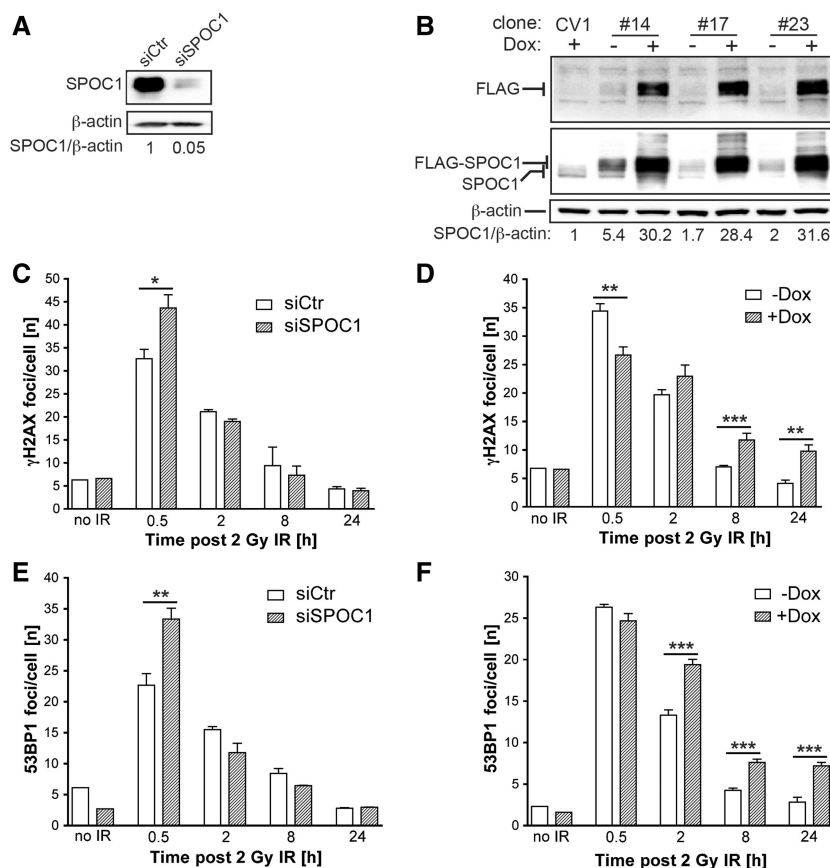 A
siCtr siSPOC1
SPOC1
β-actin
SPOC1/β-actin 1 0.05
B
clone: CV1 #14 #17 #23
Dox: + - + - + - +
FLAG
FLAG-SPOC1
SPOC1
β-actin
SPOC1/β-actin: 1 5.4 30.2 1.7 28.4 2 31.6
C
γH2AX foci/cell [n]
50
45
40
35
30
25
20
15
10
5
0
*
siCtr
siSPOC1
no IR 0.5 2 8 24
Time post 2 Gy IR [h]
D
γH2AX foci/cell [n]
40
35
30
25
20
15
10
5
0
**
***
**
-Dox
+Dox
no IR 0.5 2 8 24
Time post 2 Gy IR [h]
E
53BP1 foci/cell [n]
40
35
30
25
20
15
10
5
0
**
siCtr
siSPOC1
no IR 0.5 2 8 24
Time post 2 Gy IR [h]
F
53BP1 foci/cell [n]
30
25
20
15
10
5
0
***
***
***
-Dox
+Dox
no IR 0.5 2 8 24
Time post 2 Gy IR [h]